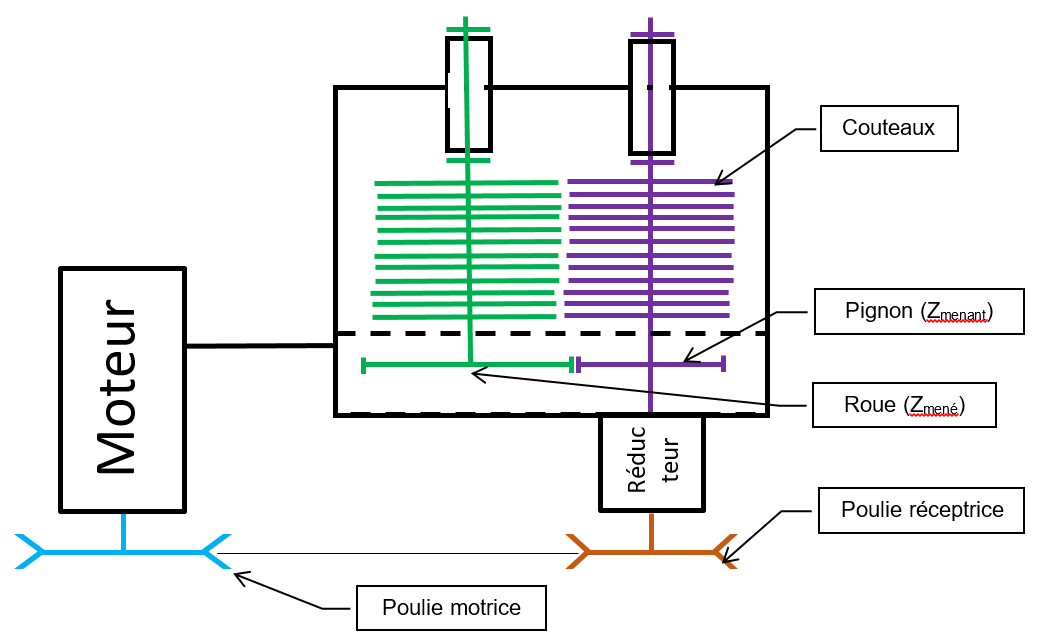 Couteaux
Moteur
Pignon (Zmenant)
Roue (Zmené)
Réduc
teur
Poulie réceptrice
Poulie motrice